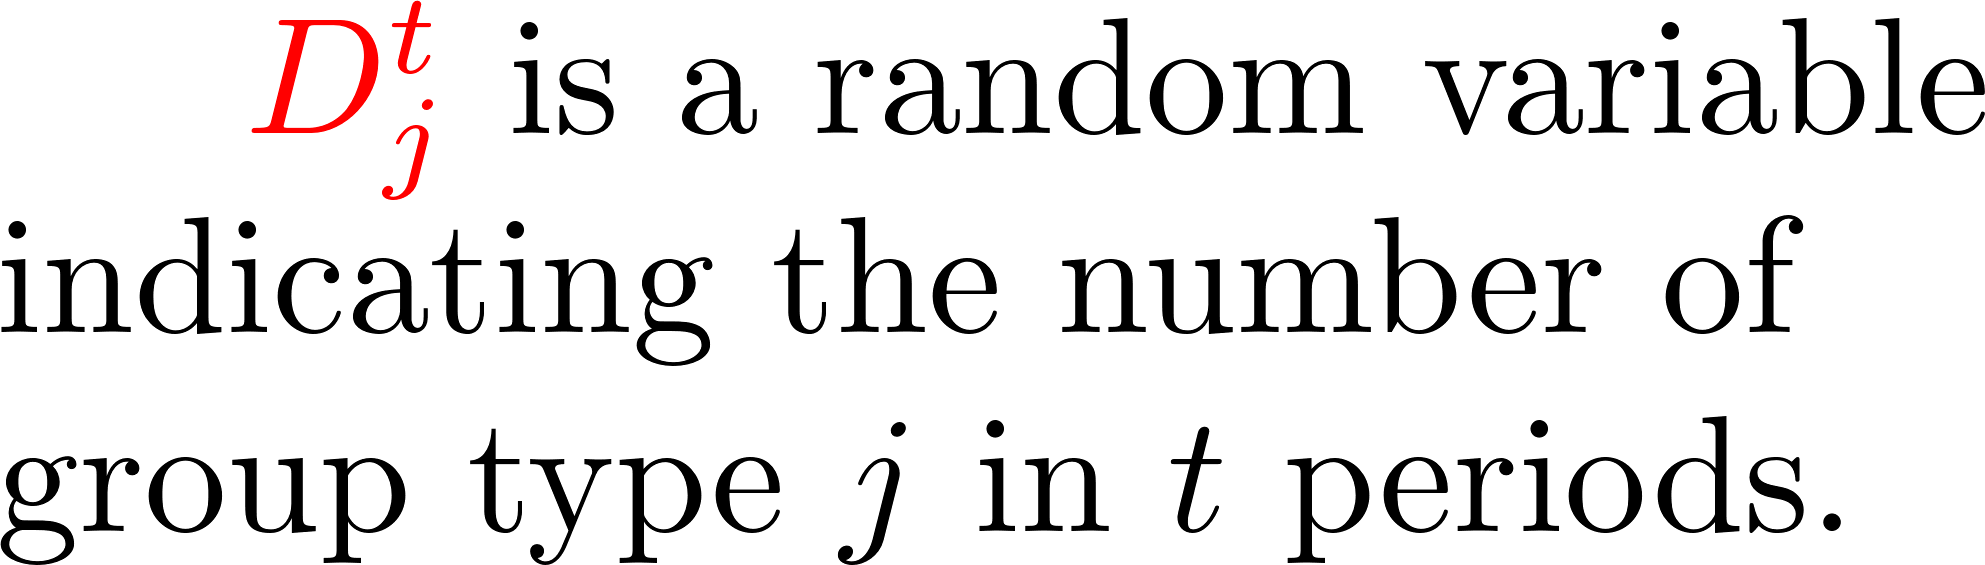 $D_j^t$ is a random variable
indicating the number of
group type $j$ in $t$ periods.